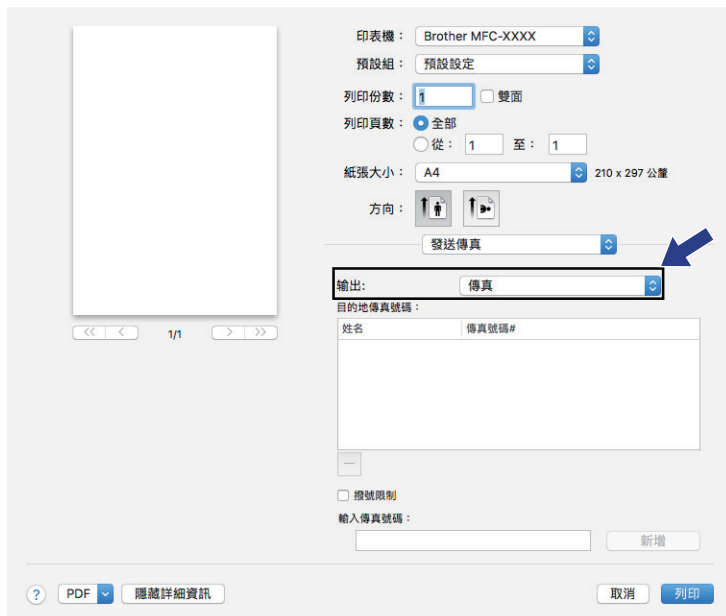 印表機： Brother MFC-XXXX
預設組： 預設設定
列印份數： 1 雙面
列印頁數： 全部
從： 1 至： 1
紙張大小： A4 210 x 297 公釐
方向：
發送傳真
输出: 傳真
目的地傳真號碼：
姓名 傳真號碼#
1/1
撥號限制
輸入傳真號碼：
新增
? PDF 隱藏詳細資訊 取消 列印